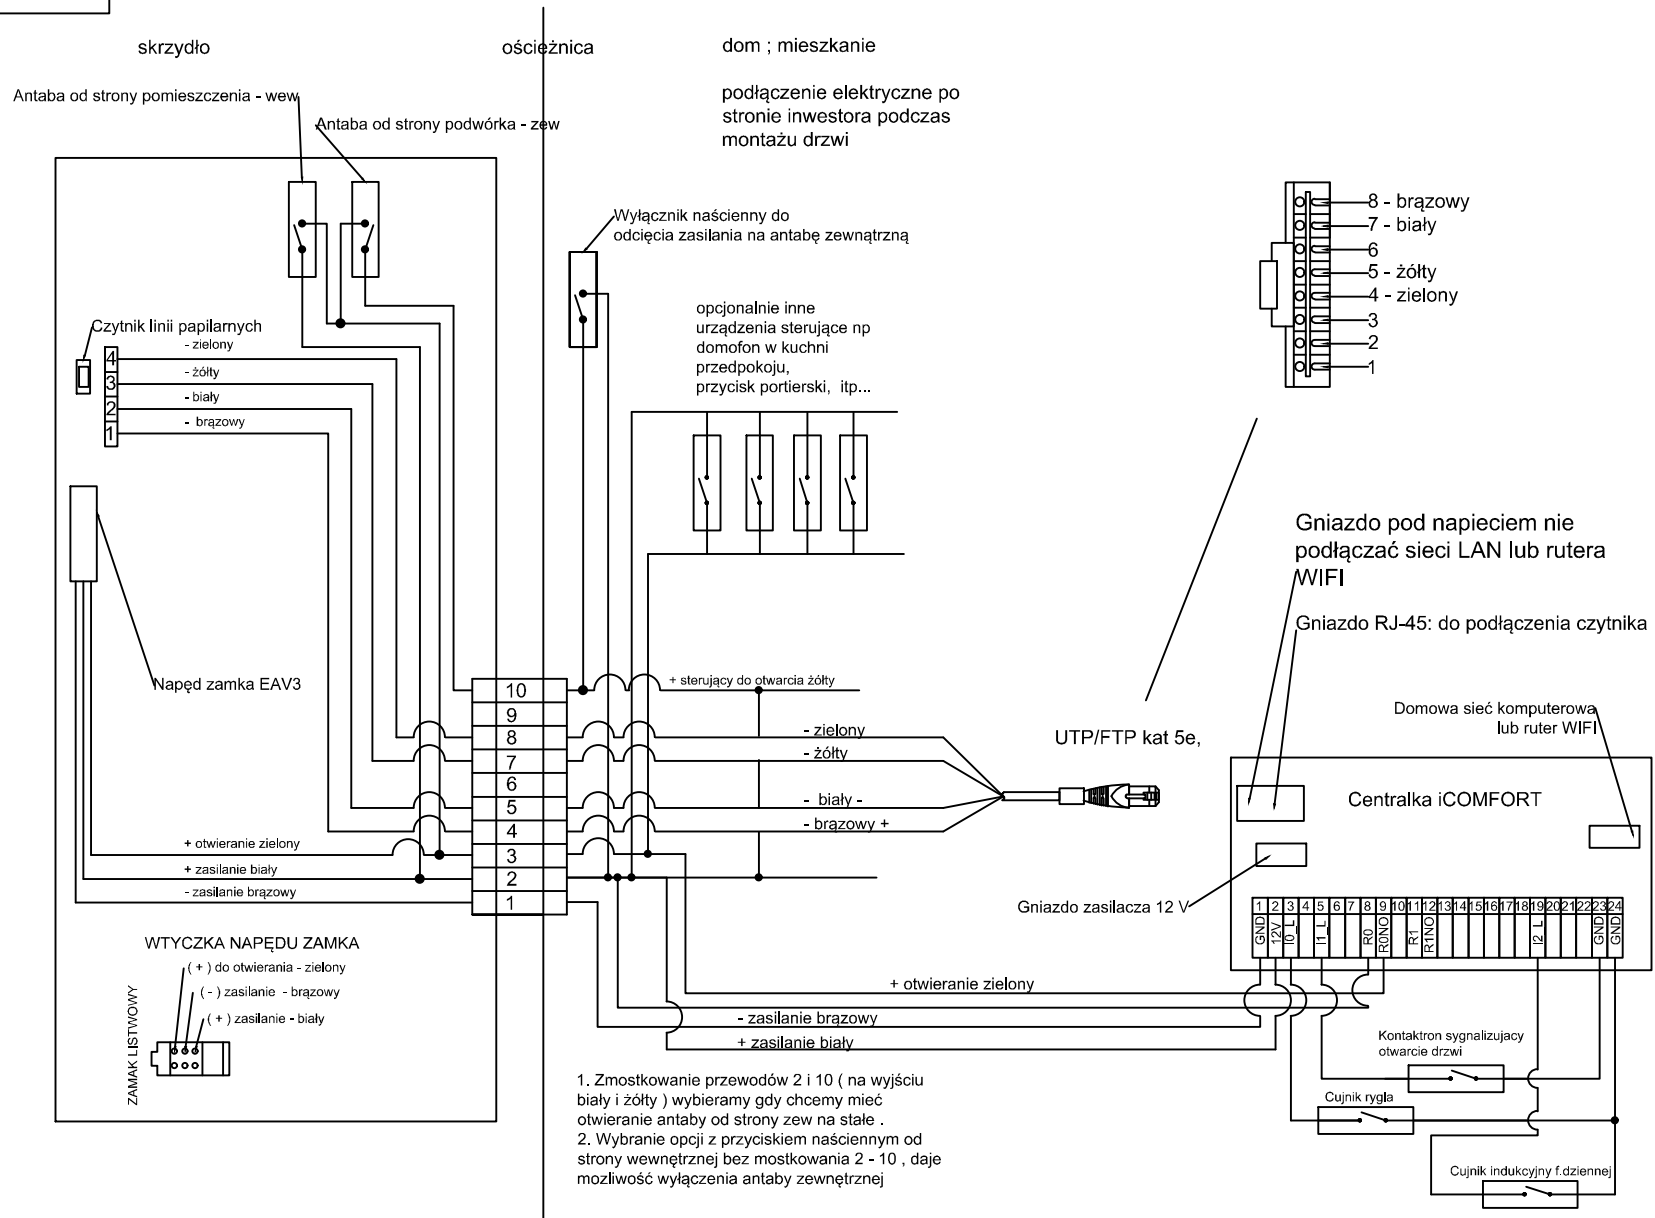 skrzydło
ościeżnica
dom ; mieszkanie
podłączenie elektryczne po
stronie inwestora podczas
montażu drzwi
Antaba od strony pomieszczenia - wew
Antaba od strony podwórka - zew
Wyłącznik naścienny do
odcięcia zasilania na antabę zewnątrzną
8 - brązowy
7 - biały
6
5 - żółty
4 - zielony
3
2
1
opcjonalnie inne
urządzenia sterujące np
domofon w kuchni
przedpokoju,
przycisk portierski, itp...
Czytnik linii papilarnych
4
- zielony
3
- żółty
2
- biały
1
- brązowy
Gniazdo pod napieciem nie
podłączać sieci LAN lub rutera
WIFI
Gniazdo RJ-45: do podłączenia czytnika
Napęd zamka EAV3
10
9
8
7
6
5
4
3
2
1
+ sterujący do otwarcia żółty
- zielony
- żółty
- biały -
- brązowy +
UTP/FTP kat 5e,
Domowa sieć komputerowa
lub ruter WIFI
Centralka iCOMFORT
+ otwieranie zielony
+ zasilanie biały
- zasilanie brązowy
Gniazdo zasilacza 12 V
1 2 3 4 5 6 7 8 9 10 11 12 13 14 15 16 17 18 19 20 21 22 23 24
GND 12V I0_L I1_L R0 R0NO R1 R1NO I2_L GND GND
WTYCZKA NAPĘDU ZAMKA
( + ) do otwierania - zielony
( - ) zasilanie - brązowy
( + ) zasilanie - biały
ZAMAK LISTWOWY
+ otwieranie zielony
- zasilanie brązowy
+ zasilanie biały
Kontaktron sygnalizujacy
otwarcie drzwi
Cujnik rygla
Cujnik indukcyjny f.dziennej
1. Zmostkowanie przewodów 2 i 10 ( na wyjściu
biały i żółty ) wybieramy gdy chcemy mieć
otwieranie antaby od strony zew na stałe .
2. Wybranie opcji z przyciskiem naściennym od
strony wewnętrznej bez mostkowania 2 - 10 , daje
mozliwość wyłączenia antaby zewnętrznej